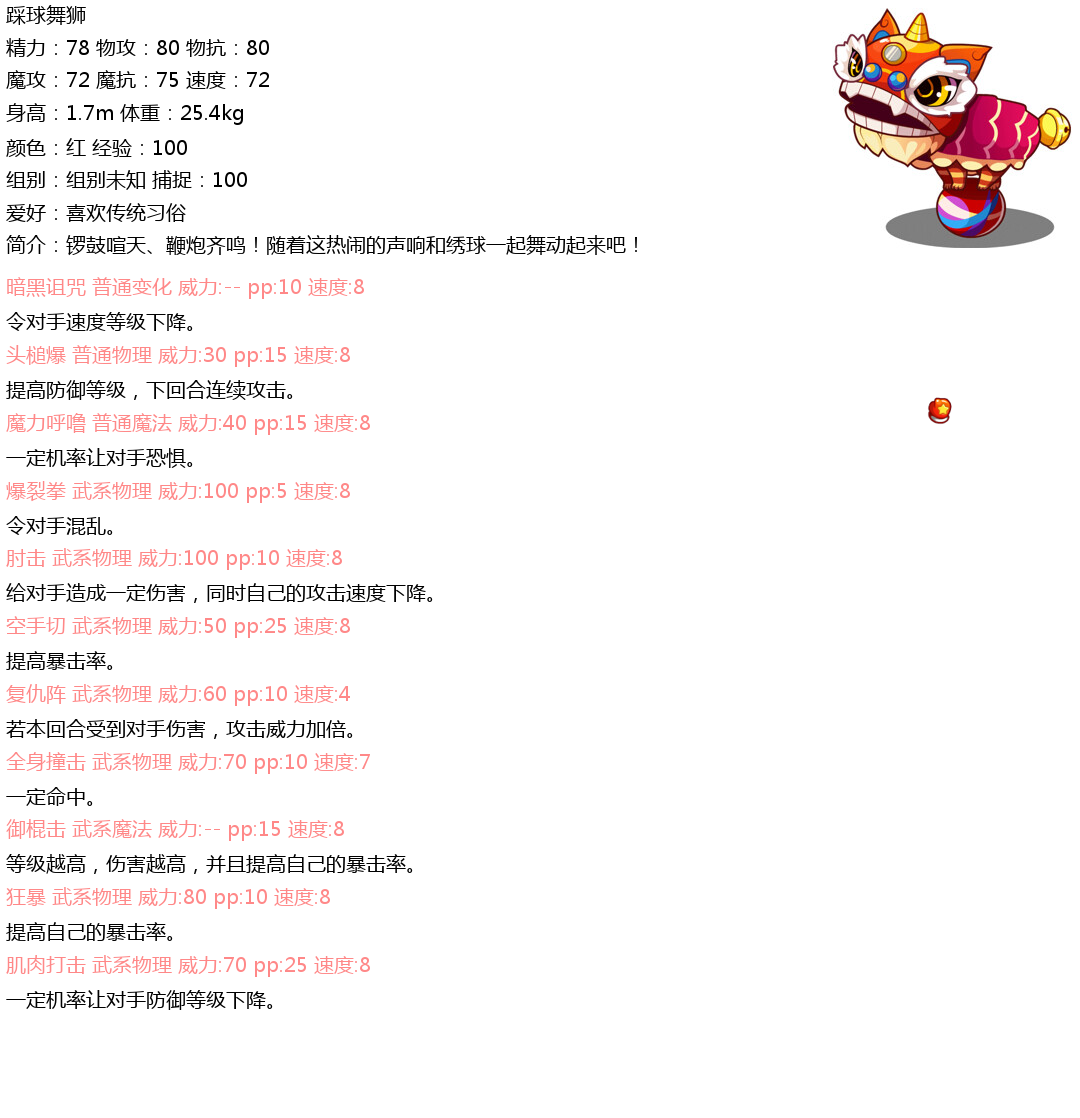 踩球舞狮
精力：78 物攻：80 物抗：80
魔攻：72 魔抗：75 速度：72
身高：1.7m 体重：25.4kg
颜色：红 经验：100
组别：组别未知 捕捉：100
爱好：喜欢传统习俗
简介：锣鼓喧天、鞭炮齐鸣！随着这热闹的声响和绣球一起舞动起来吧！
暗黑诅咒 普通变化 威力:-- pp:10 速度:8
令对手速度等级下降。
头槌爆 普通物理 威力:30 pp:15 速度:8
提高防御等级，下回合连续攻击。
魔力呼噜 普通魔法 威力:40 pp:15 速度:8
一定机率让对手恐惧。
爆裂拳 武系物理 威力:100 pp:5 速度:8
令对手混乱。
肘击 武系物理 威力:100 pp:10 速度:8
给对手造成一定伤害，同时自己的攻击速度下降。
空手切 武系物理 威力:50 pp:25 速度:8
提高暴击率。
复仇阵 武系物理 威力:60 pp:10 速度:4
若本回合受到对手伤害，攻击威力加倍。
全身撞击 武系物理 威力:70 pp:10 速度:7
一定命中。
御棍击 武系魔法 威力:-- pp:15 速度:8
等级越高，伤害越高，并且提高自己的暴击率。
狂暴 武系物理 威力:80 pp:10 速度:8
提高自己的暴击率。
肌肉打击 武系物理 威力:70 pp:25 速度:8
一定机率让对手防御等级下降。